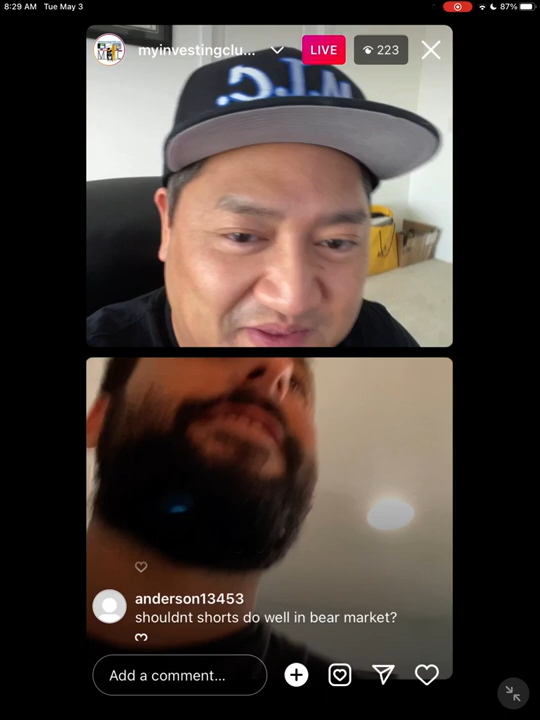 8:29 AM Tue May 3
87%
myinvestingclu...
LIVE
223
M.I.C.
anderson13453
shouldnt shorts do well in bear market?
Add a comment...